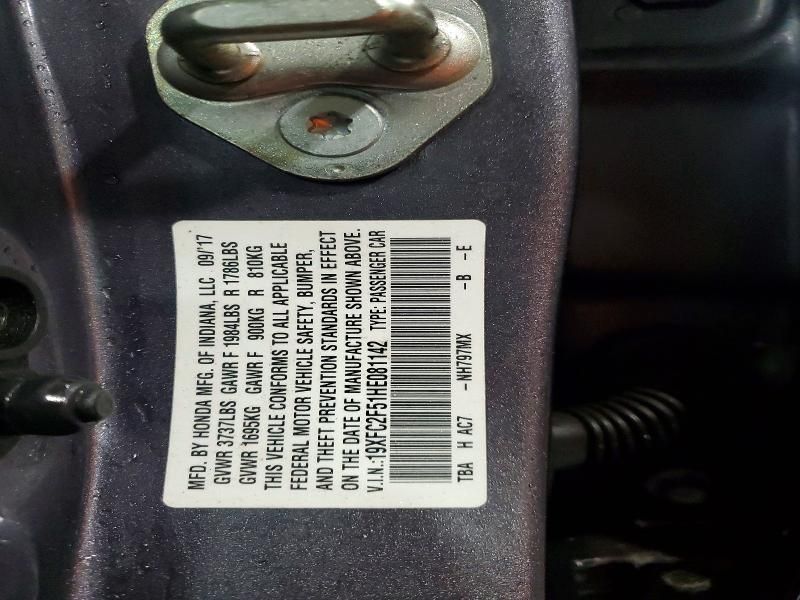 MFD. BY HONDA MFG. OF INDIANA, LLC 09/17
GVWR 3737LBS GAWR F 1984LBS R 1786LBS
GVWR 1695KG GAWR F 900KG R 810KG
THIS VEHICLE CONFORMS TO ALL APPLICABLE
FEDERAL MOTOR VEHICLE SAFETY, BUMPER,
AND THEFT PREVENTION STANDARDS IN EFFECT
ON THE DATE OF MANUFACTURE SHOWN ABOVE.
V.I.N.:19XFC2F51HE081142 TYPE: PASSENGER CAR
TBA H AC7 -NH797MX -B -E